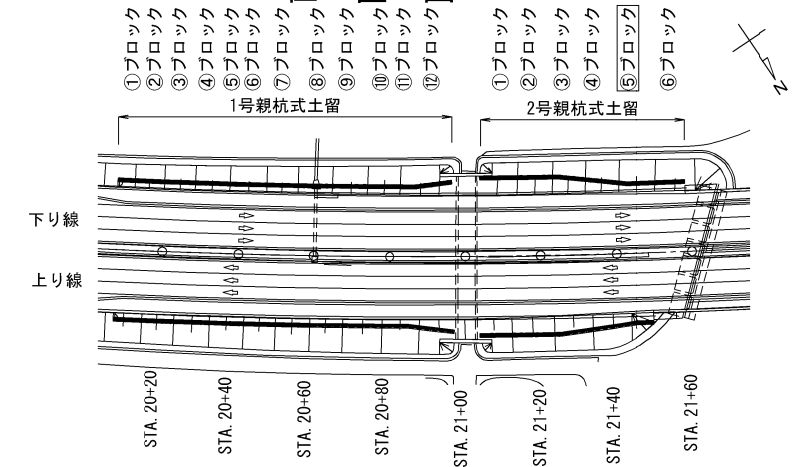 ①ブロック
②ブロック
③ブロック
④ブロック
⑤ブロック
⑥ブロック
⑦ブロック
⑧ブロック
⑨ブロック
⑩ブロック
⑪ブロック
⑫ブロック
①ブロック
②ブロック
③ブロック
④ブロック
⑤ブロック
⑥ブロック
N
1号親杭式土留
2号親杭式土留
下り線
上り線
STA. 20+20
STA. 20+40
STA. 20+60
STA. 20+80
STA. 21+00
STA. 21+20
STA. 21+40
STA. 21+60